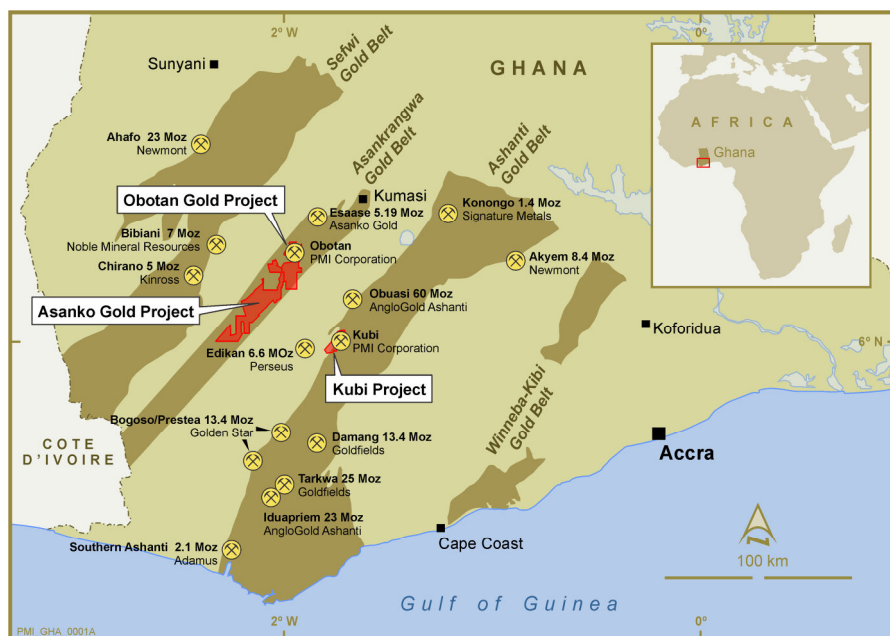 2° W
0°
Sunyani
Sefwi
Gold Belt
GHANA
AFRICA
Ghana
Ahafo 23 Moz
Newmont
Asankrangwa
Gold Belt
Ashanti
Gold Belt
Obotan Gold Project
Kumasi
Esaase 5.19 Moz
Asanko Gold
Konongo 1.4 Moz
Signature Metals
Bibiani 7 Moz
Noble Mineral Resources
Obotan
PMI Corporation
Akyem 8.4 Moz
Newmont
Chirano 5 Moz
Kinross
Asanko Gold Project
Obuasi 60 Moz
AngloGold Ashanti
Koforidua
Kubi
PMI Corporation
6° N
Edikan 6.6 MOz
Perseus
Kubi Project
Winneba-Kibi
Gold Belt
Bogoso/Prestea 13.4 Moz
Golden Star
COTE
D'IVOIRE
Damang 13.4 Moz
Goldfields
Accra
Tarkwa 25 Moz
Goldfields
Iduapriem 23 Moz
AngloGold Ashanti
Cape Coast
Southern Ashanti 2.1 Moz
Adamus
N
100 km
Gulf of Guinea
PMI_GHA_0001A
2° W
0°